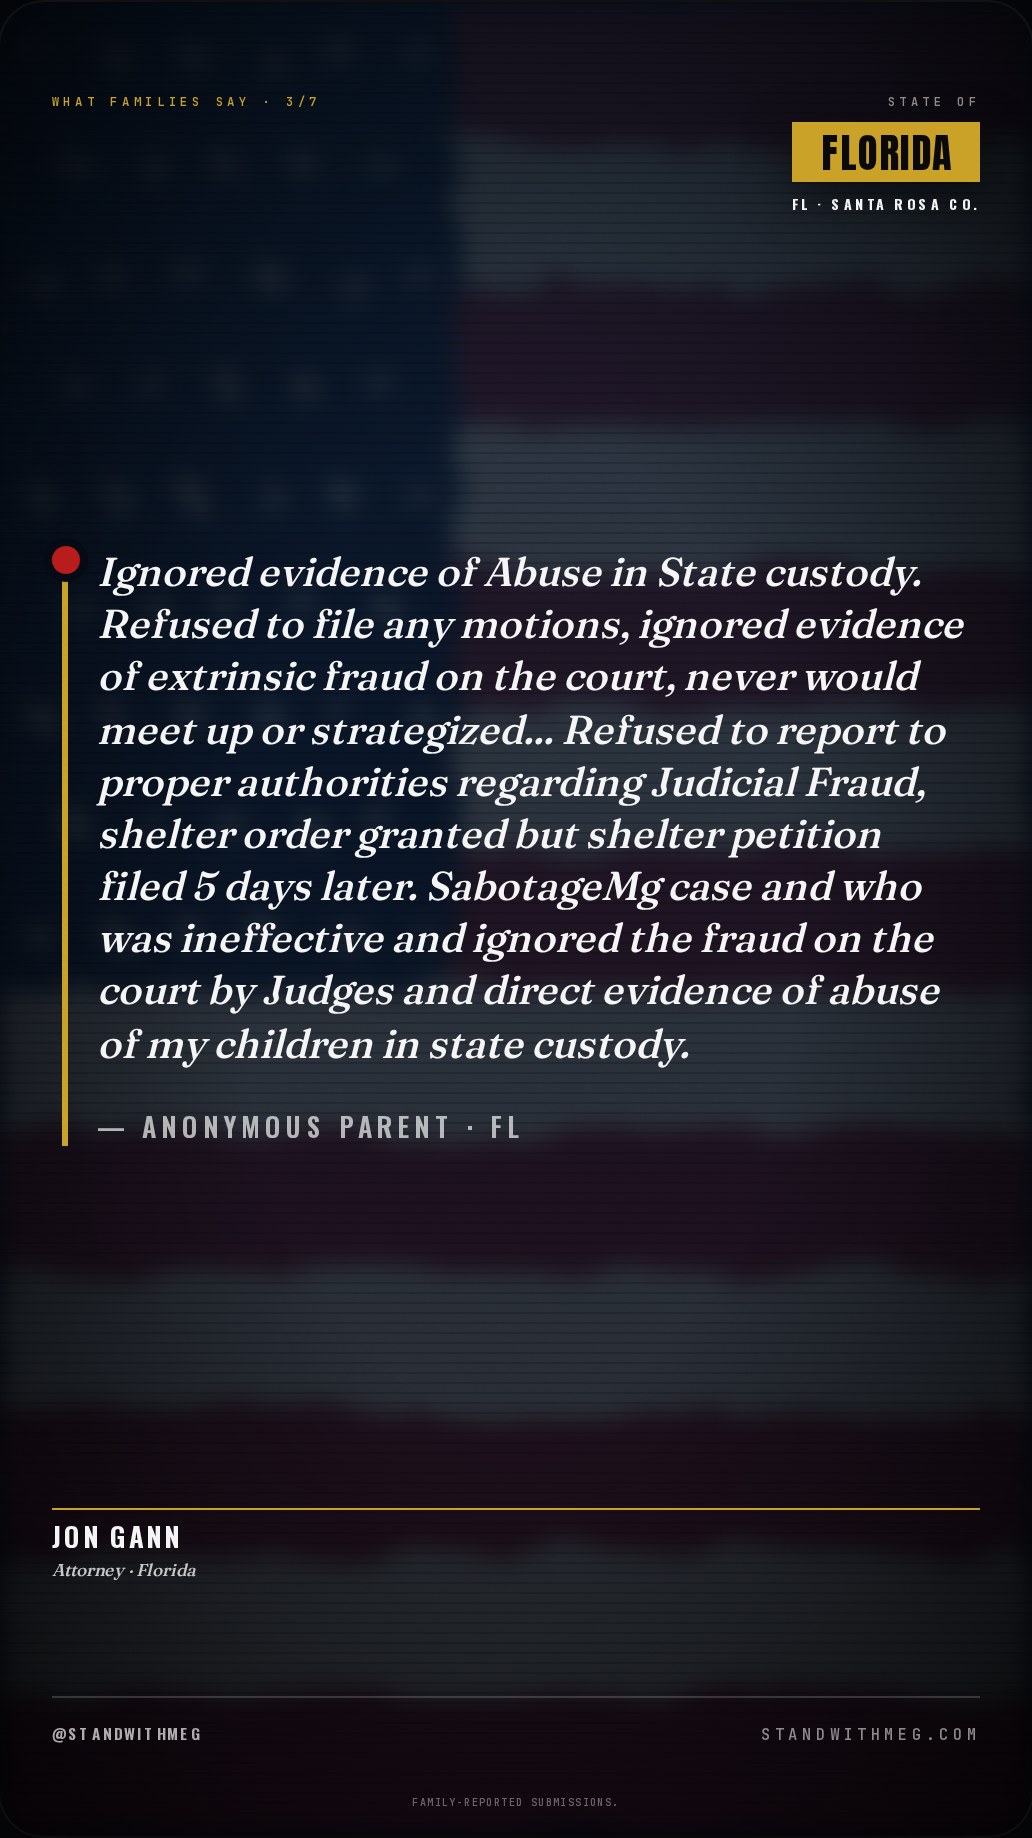 WHAT FAMILIES SAY · 3/7
STATE OF
FLORIDA
FL · SANTA ROSA CO.
Ignored evidence of Abuse in State custody.
Refused to file any motions, ignored evidence
of extrinsic fraud on the court, never would
meet up or strategized... Refused to report to
proper authorities regarding Judicial Fraud,
shelter order granted but shelter petition
filed 5 days later. SabotageMg case and who
was ineffective and ignored the fraud on the
court by Judges and direct evidence of abuse
of my children in state custody.
— ANONYMOUS PARENT · FL
JON GANN
Attorney · Florida
@STANDWITHMEG
STANDWITHMEG.COM
FAMILY-REPORTED SUBMISSIONS.